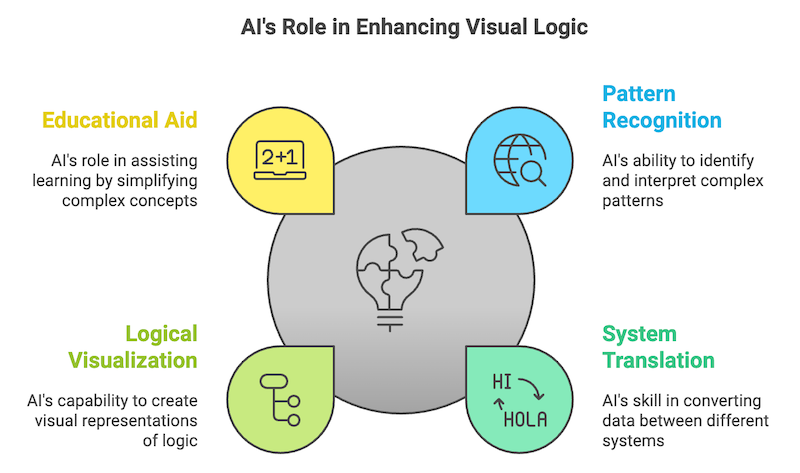 AI's Role in Enhancing Visual Logic
Educational Aid
AI's role in assisting
learning by simplifying
complex concepts
2+1
Pattern
Recognition
AI's ability to identify
and interpret complex
patterns
Logical
Visualization
AI's capability to create
visual representations
of logic
System
Translation
HI
HOLA
AI's skill in converting
data between different
systems